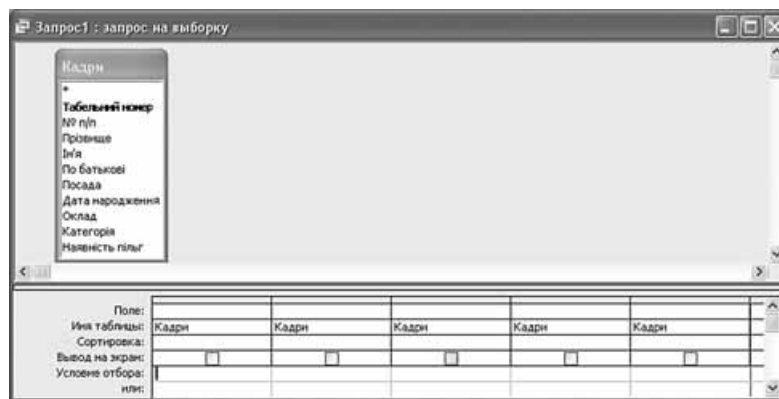 Запрос1 : запрос на выборку
Кадри
*
Табельний номер
№ п/п
Прізвище
Ім'я
По батькові
Посада
Дата народження
Оклад
Категорія
Наявність пільг
Поле:
Имя таблицы: Кадри Кадри Кадри Кадри Кадри
Сортировка:
Вывод на экран:
Условие отбора:
или: